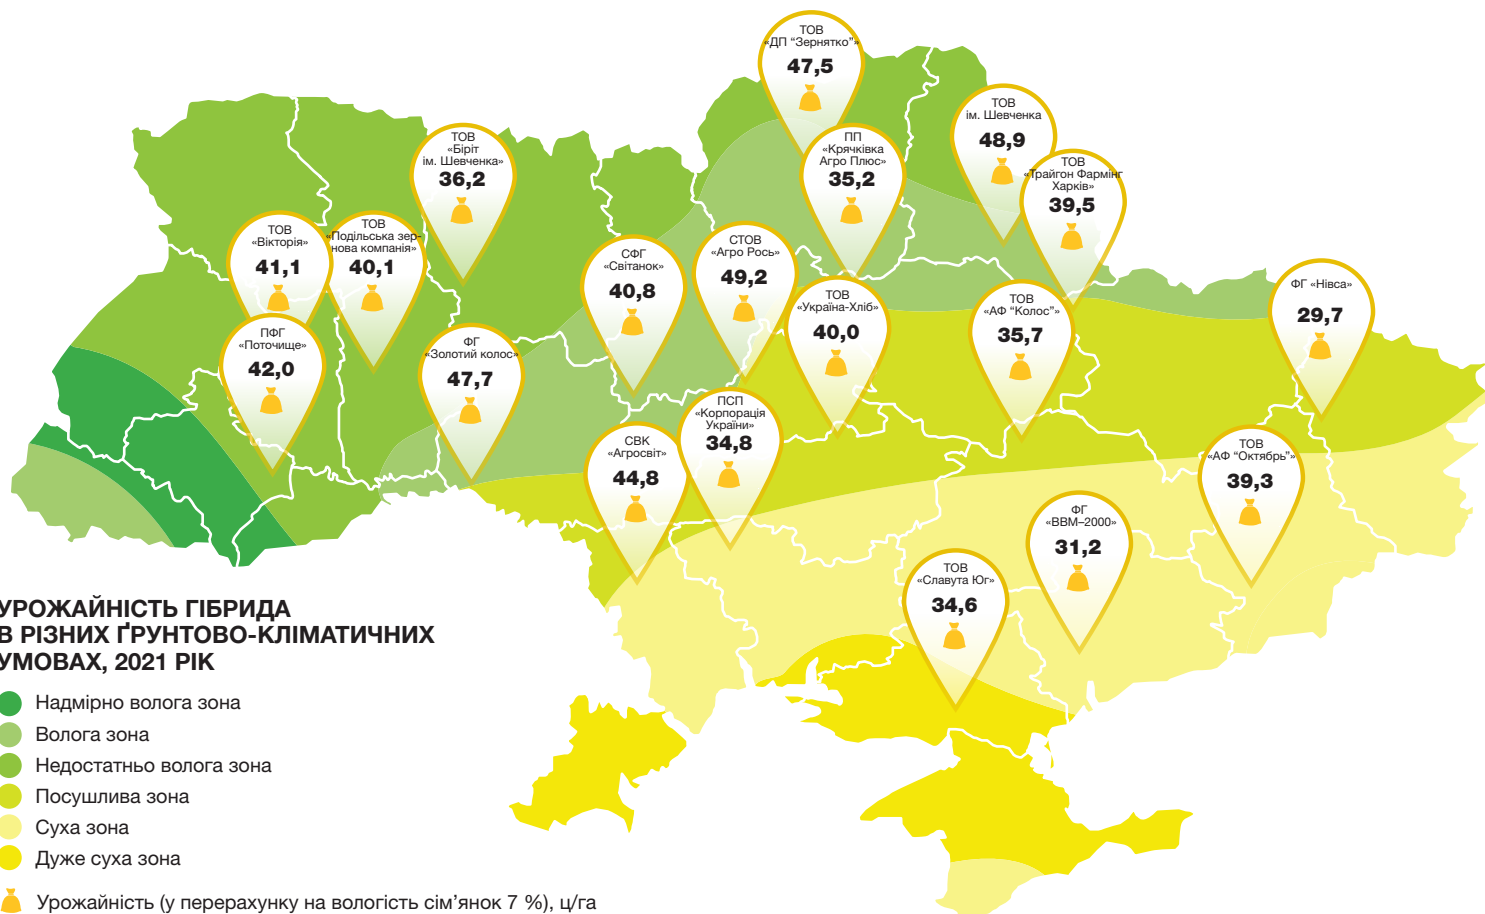 ТОВ
«ДП “Зернятко”»
47,5
ТОВ
ім. Шевченка
48,9
ТОВ
«Біріт
ім. Шевченка»
36,2
ПП
«Крячківка
Агро Плюс»
35,2
ТОВ
«Трайгон Фармінг
Харків»
39,5
ТОВ
«Вікторія»
41,1
ТОВ
«Подільська зер-
нова компанія»
40,1
СФГ
«Світанок»
40,8
СТОВ
«Агро Рось»
49,2
ТОВ
«Україна-Хліб»
40,0
ТОВ
«АФ “Колос”»
35,7
ФГ «Нівса»
29,7
ПФГ
«Поточище»
42,0
ФГ
«Золотий колос»
47,7
ПСП
«Корпорація
України»
34,8
СВК
«Агросвіт»
44,8
ТОВ
«АФ “Октябрь”»
39,3
ФГ
«ВВМ–2000»
31,2
ТОВ
«Славута Юг»
34,6
УРОЖАЙНІСТЬ ГІБРИДА
В РІЗНИХ ҐРУНТОВО-КЛІМАТИЧНИХ
УМОВАХ, 2021 РІК
Надмірно волога зона
Волога зона
Недостатньо волога зона
Посушлива зона
Суха зона
Дуже суха зона
Урожайність (у перерахунку на вологість сім’янок 7 %), ц/га